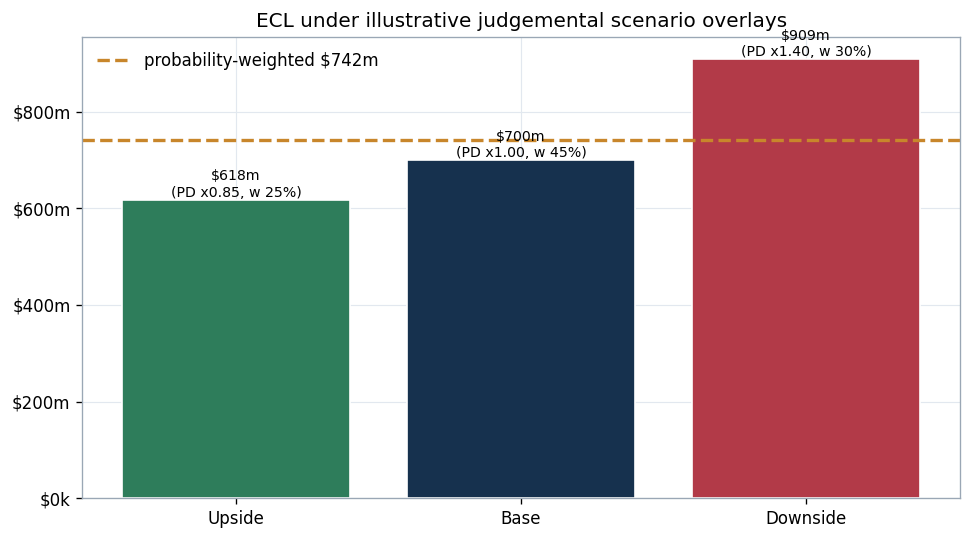 ECL under illustrative judgemental scenario overlays
probability-weighted $742m
$909m
(PD x1.40, w 30%)
$700m
(PD x1.00, w 45%)
$618m
(PD x0.85, w 25%)
$800m
$600m
$400m
$200m
$0k
Upside
Base
Downside